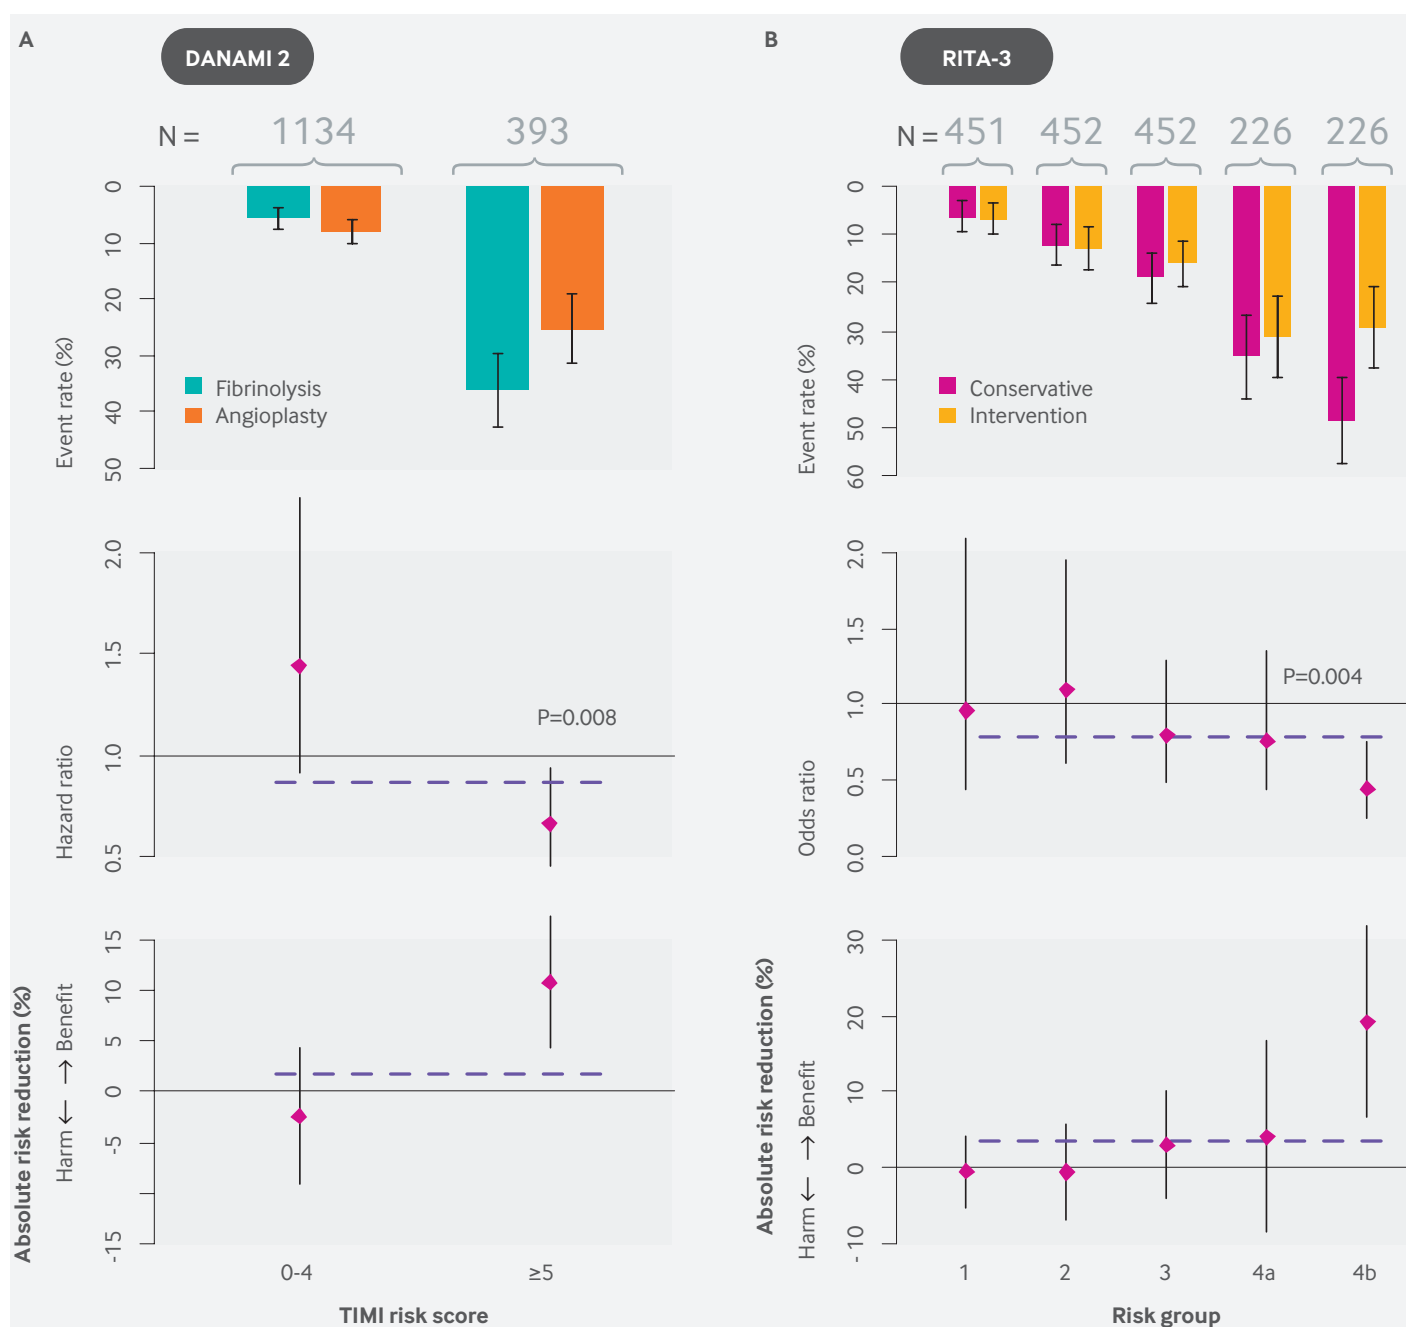 A
DANAMI 2
N = 1134 393
0
10
20
30
40
50
Event rate (%)
Fibrinolysis
Angioplasty
2.0
1.5
1.0
0.5
Hazard ratio
P=0.008
15
10
5
0
-5
-15
Absolute risk reduction (%)
Harm ← → Benefit
0-4 ≥5
TIMI risk score
B
RITA-3
N = 451 452 452 226 226
0
10
20
30
40
50
60
Event rate (%)
Conservative
Intervention
2.0
1.5
1.0
0.5
0.0
Odds ratio
P=0.004
30
20
10
0
-10
Absolute risk reduction (%)
Harm ← → Benefit
1 2 3 4a 4b
Risk group